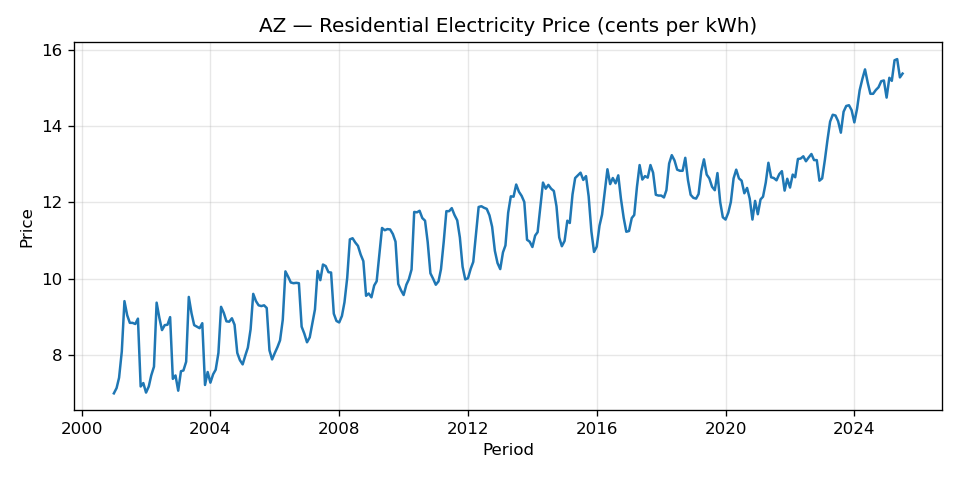 AZ — Residential Electricity Price (cents per kWh)
16
14
12
10
8
Price
2000 2004 2008 2012 2016 2020 2024
Period